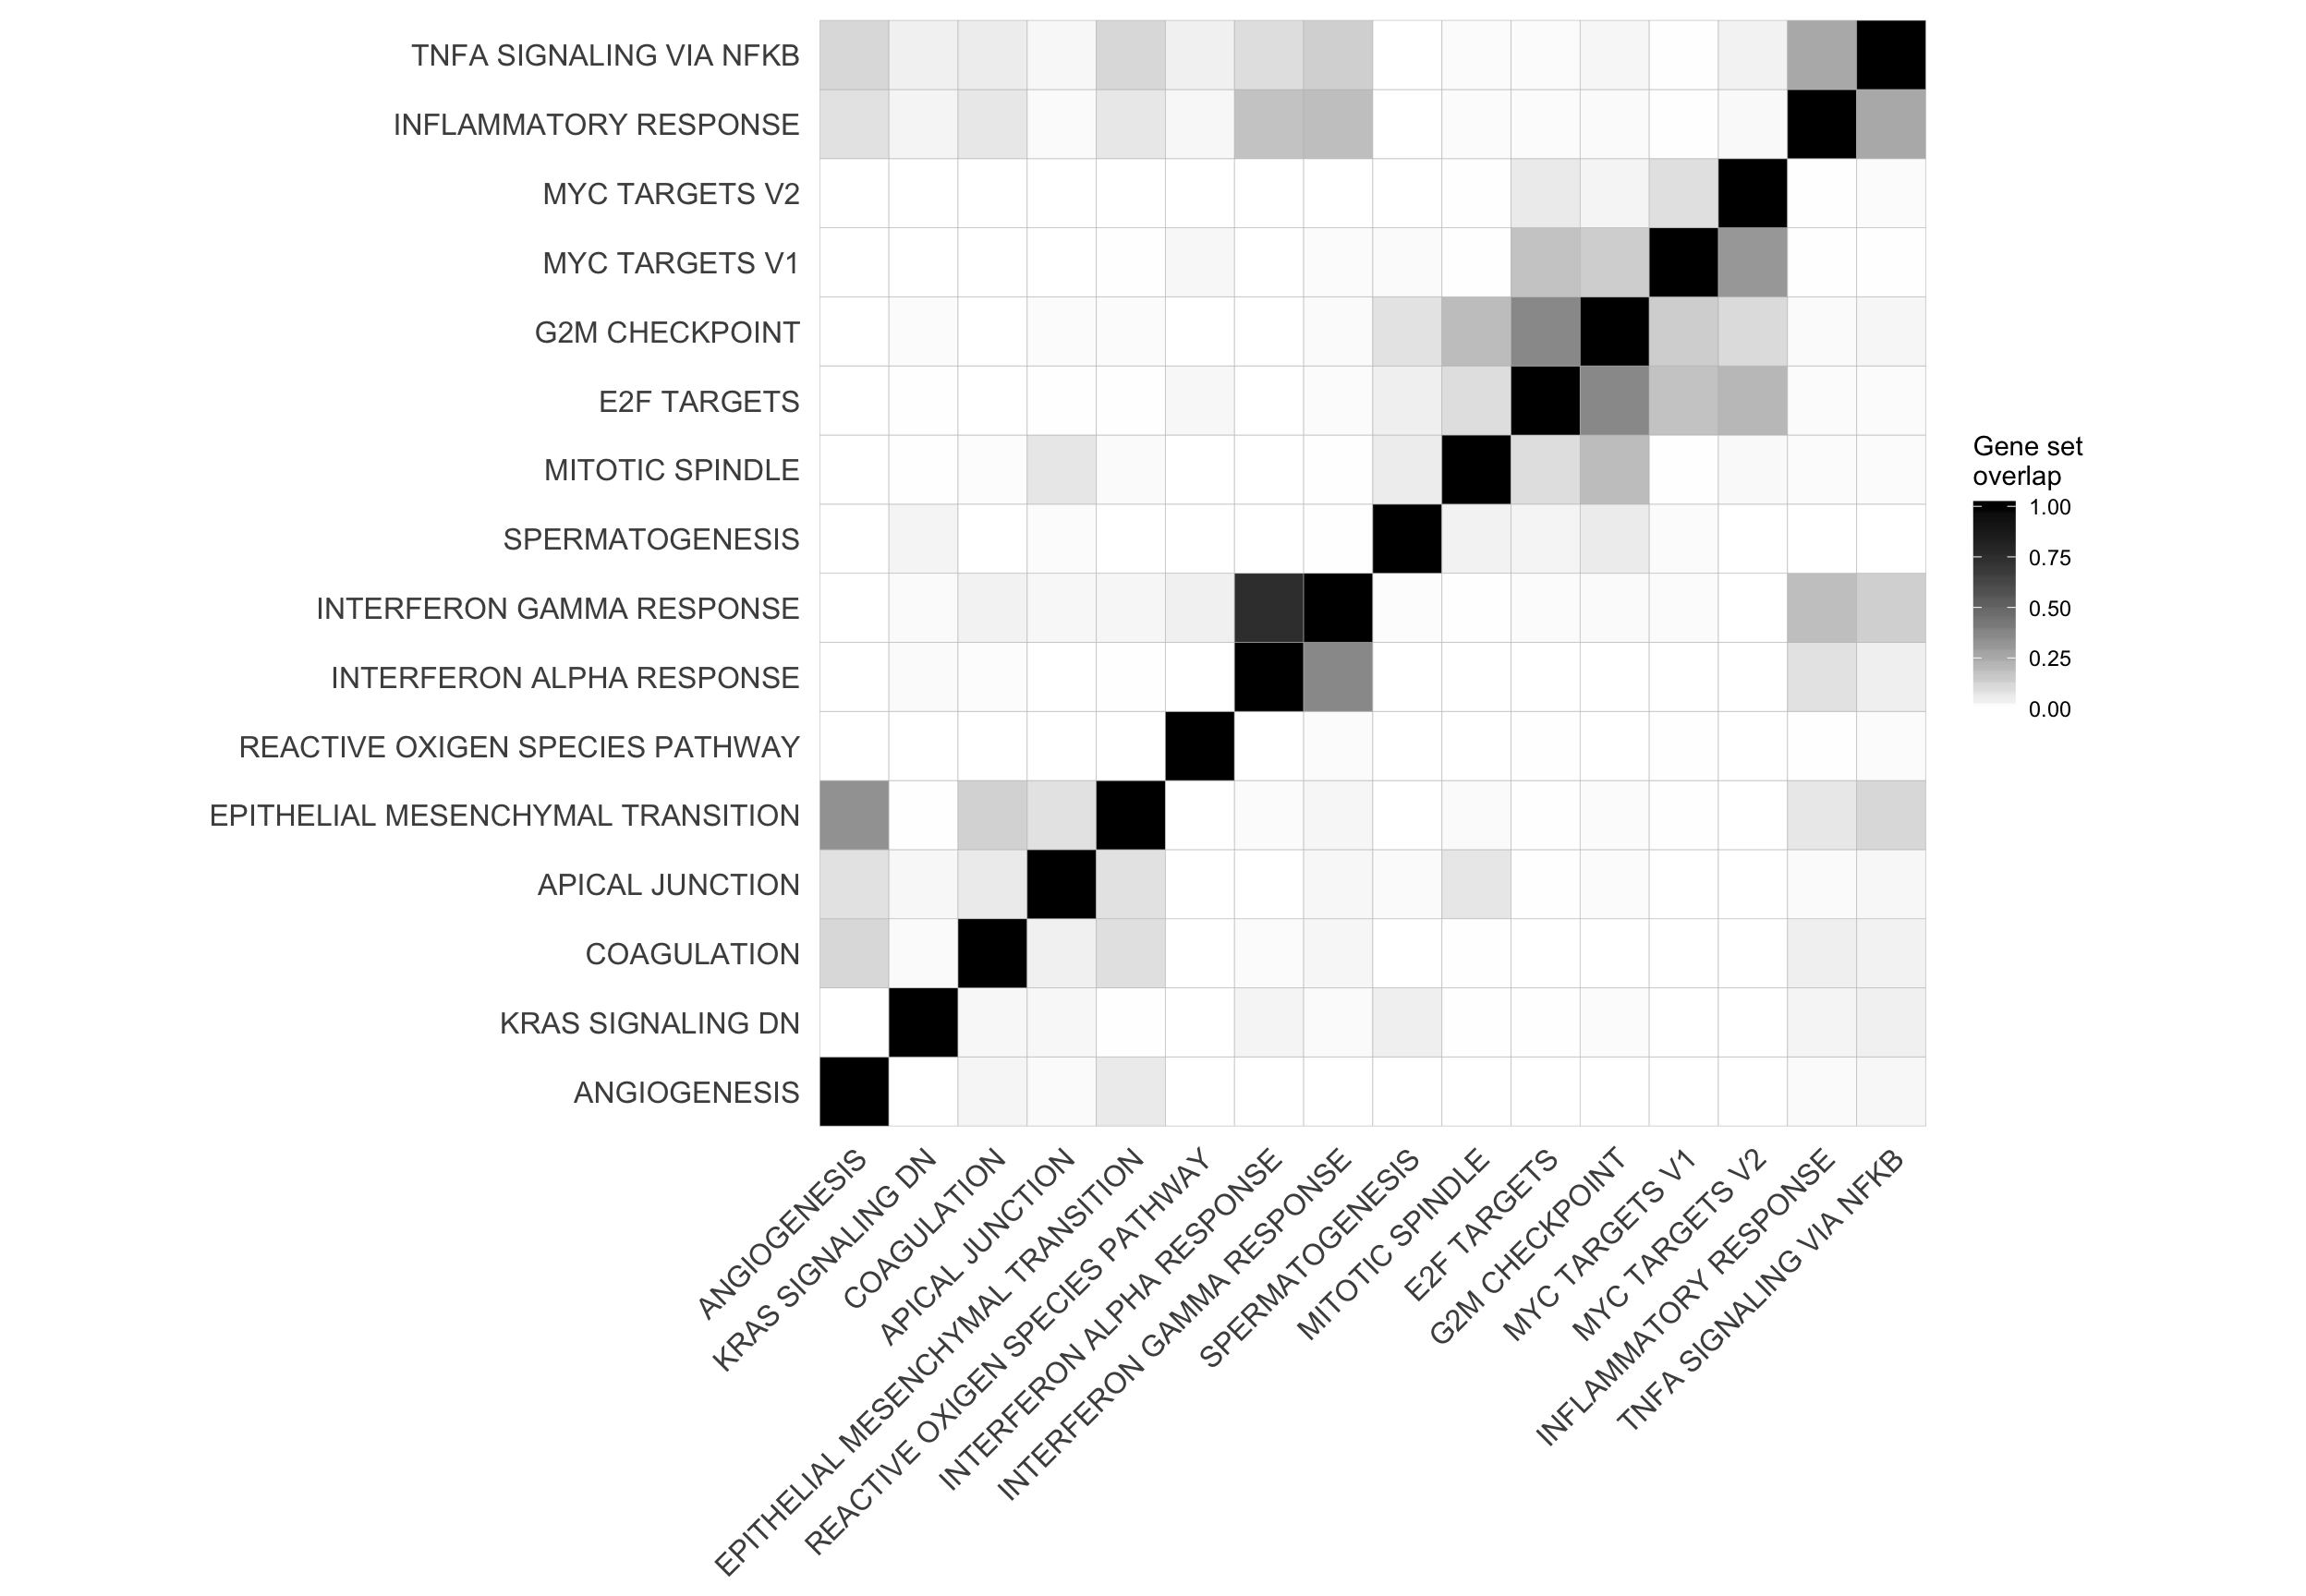 TNFA SIGNALING VIA NFKB
INFLAMMATORY RESPONSE
MYC TARGETS V2
MYC TARGETS V1
G2M CHECKPOINT
E2F TARGETS
MITOTIC SPINDLE
SPERMATOGENESIS
INTERFERON GAMMA RESPONSE
INTERFERON ALPHA RESPONSE
REACTIVE OXIGEN SPECIES PATHWAY
EPITHELIAL MESENCHYMAL TRANSITION
APICAL JUNCTION
COAGULATION
KRAS SIGNALING DN
ANGIOGENESIS
ANGIOGENESIS
KRAS SIGNALING DN
COAGULATION
APICAL JUNCTION
EPITHELIAL MESENCHYMAL TRANSITION
REACTIVE OXIGEN SPECIES PATHWAY
INTERFERON ALPHA RESPONSE
INTERFERON GAMMA RESPONSE
SPERMATOGENESIS
MITOTIC SPINDLE
E2F TARGETS
G2M CHECKPOINT
MYC TARGETS V1
MYC TARGETS V2
INFLAMMATORY RESPONSE
TNFA SIGNALING VIA NFKB
Gene set
overlap
1.00
0.75
0.50
0.25
0.00